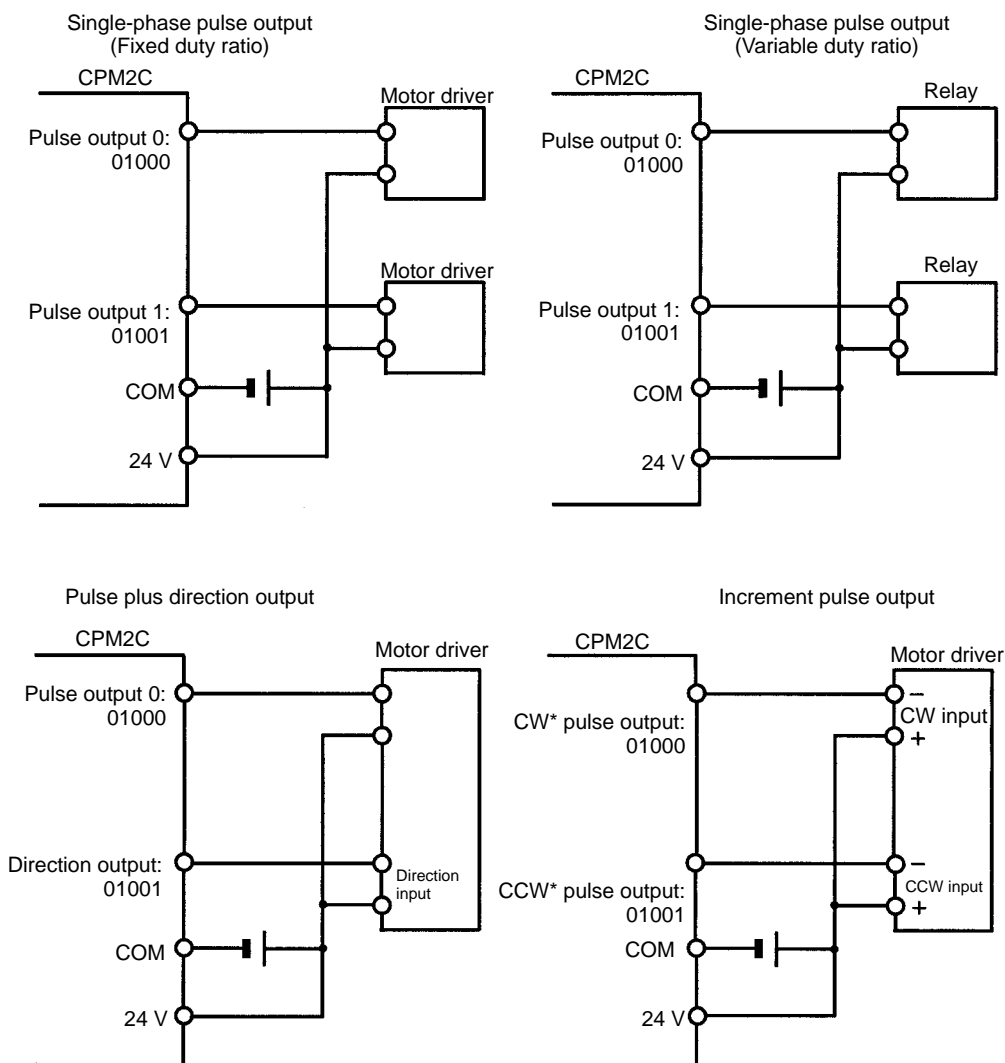 Single-phase pulse output
(Fixed duty ratio)
CPM2C
Motor driver
Pulse output 0:
01000
Motor driver
Pulse output 1:
01001
COM
24 V
Single-phase pulse output
(Variable duty ratio)
CPM2C
Relay
Pulse output 0:
01000
Relay
Pulse output 1:
01001
COM
24 V
Pulse plus direction output
CPM2C
Motor driver
Pulse output 0:
01000
Direction output:
01001
Direction
input
COM
24 V
Increment pulse output
CPM2C
Motor driver
−
CW* pulse output:
01000
CW input
+
−
CCW* pulse output:
01001
CCW input
+
COM
24 V